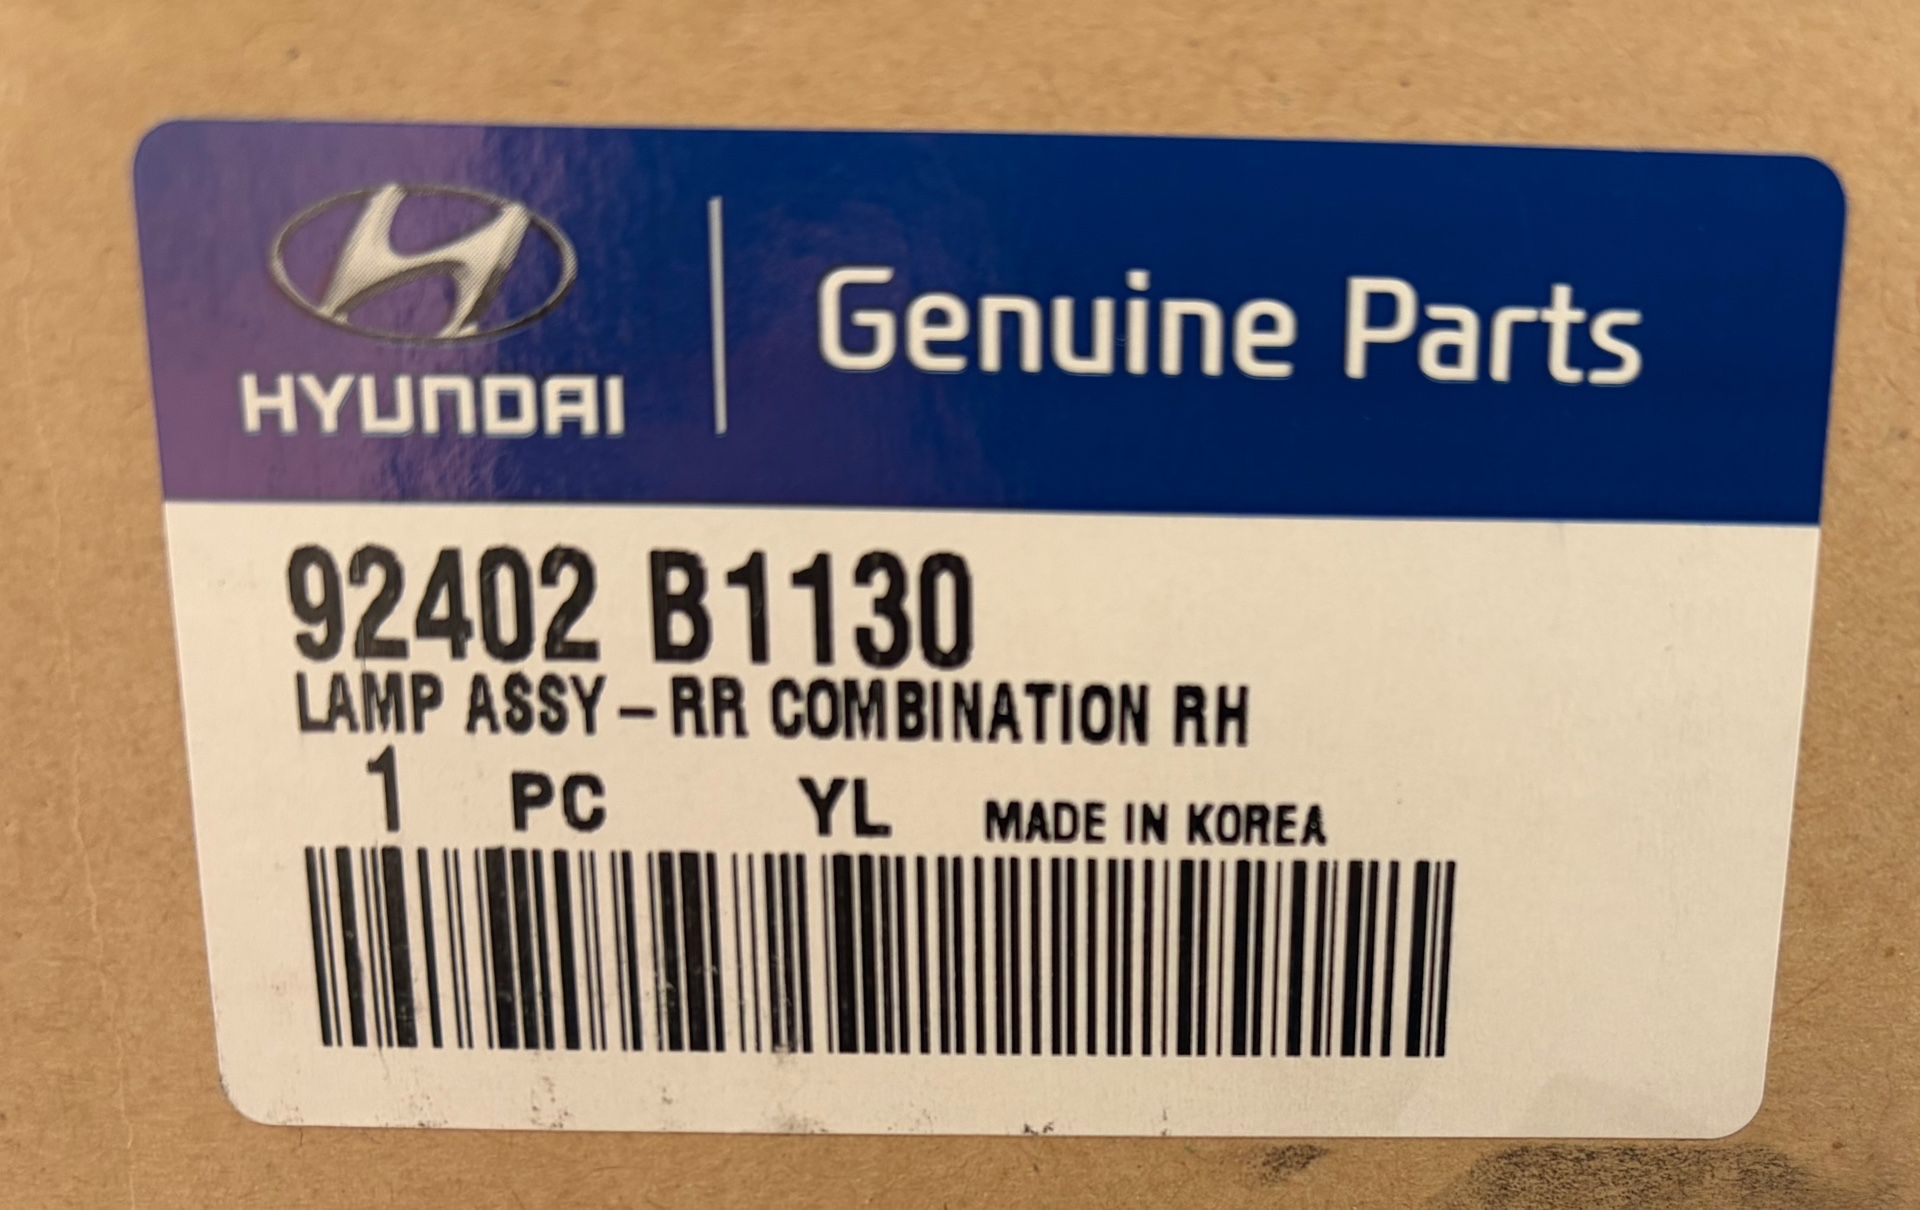 HYUNDAI
Genuine Parts
92402 B1130
LAMP ASSY-RR COMBINATION RH
1 PC YL MADE IN KOREA